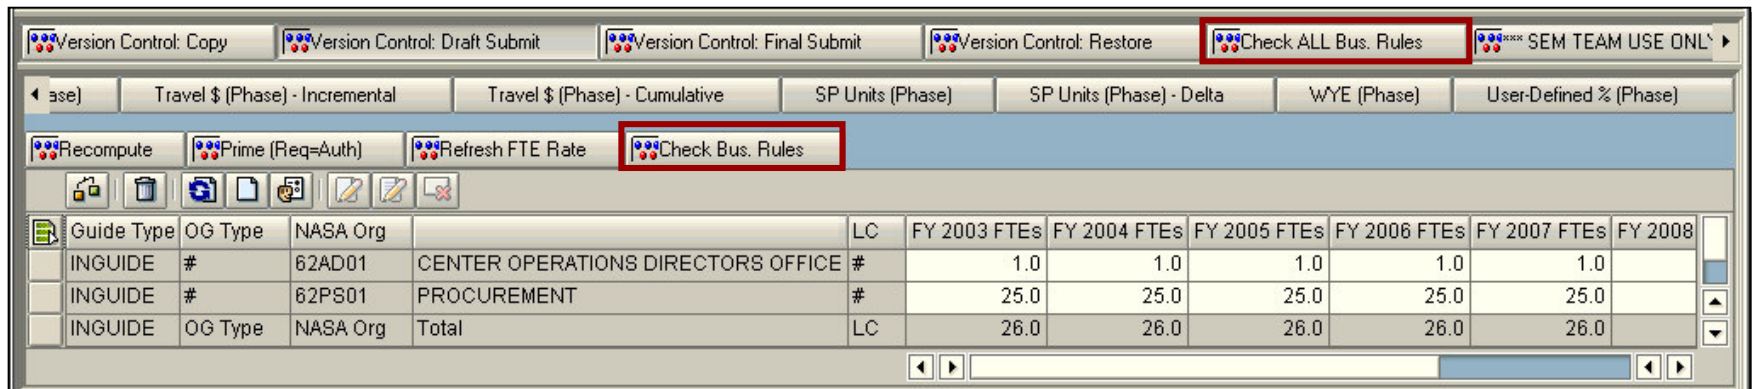 Version Control: Copy Version Control: Draft Submit Version Control: Final Submit Version Control: Restore Check ALL Bus. Rules *** SEM TEAM USE ONLY
ase) Travel $ (Phase) - Incremental Travel $ (Phase) - Cumulative SP Units (Phase) SP Units (Phase) - Delta WYE (Phase) User-Defined % (Phase)
Recompute Prime (Req=Auth) Refresh FTE Rate Check Bus. Rules
Guide Type OG Type NASA Org LC FY 2003 FTEs FY 2004 FTEs FY 2005 FTEs FY 2006 FTEs FY 2007 FTEs FY 2008
INGUIDE # 62AD01 CENTER OPERATIONS DIRECTORS OFFICE # 1.0 1.0 1.0 1.0 1.0
INGUIDE # 62PS01 PROCUREMENT # 25.0 25.0 25.0 25.0 25.0
INGUIDE OG Type NASA Org Total LC 26.0 26.0 26.0 26.0 26.0